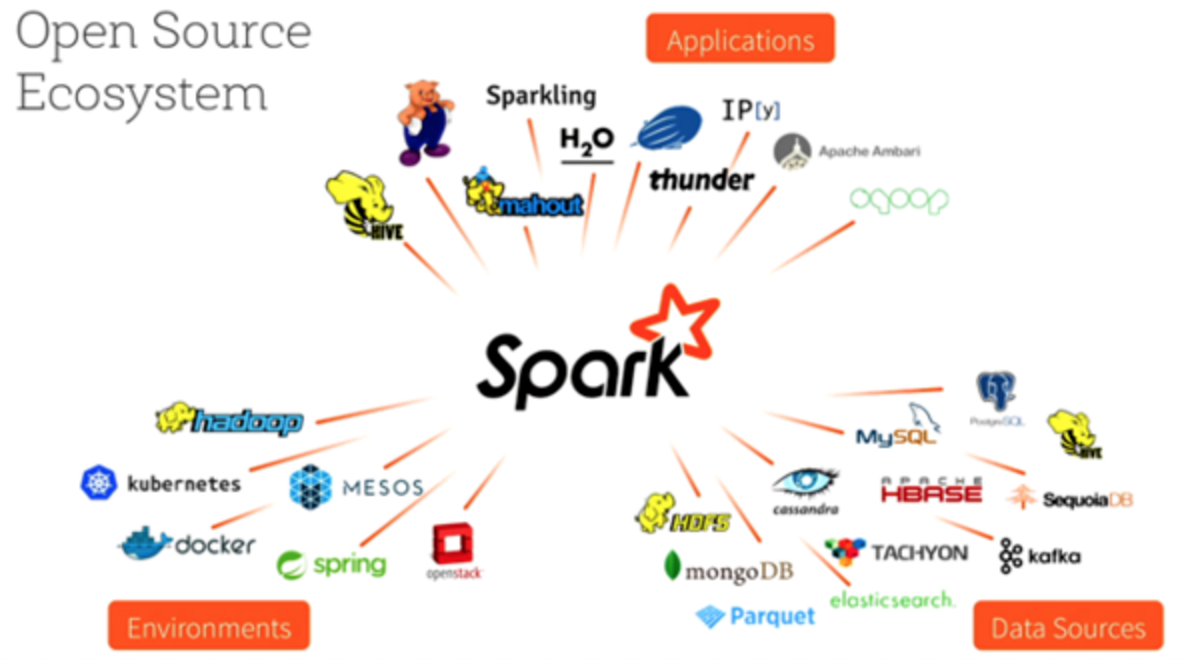 Open Source
Ecosystem
Applications
Sparkling
H₂O
IP[y]
Apache Ambari
thunder
mahout
sqoop
HIVE
Spark
hadoop
kubernetes
MESOS
docker
spring
openstack
Environments
PostgreSQL
MySQL
HIVE
cassandra
APACHE
HBASE
SequoiaDB
HDFS
TACHYON
kafka
mongoDB
elasticsearch.
Parquet
Data Sources